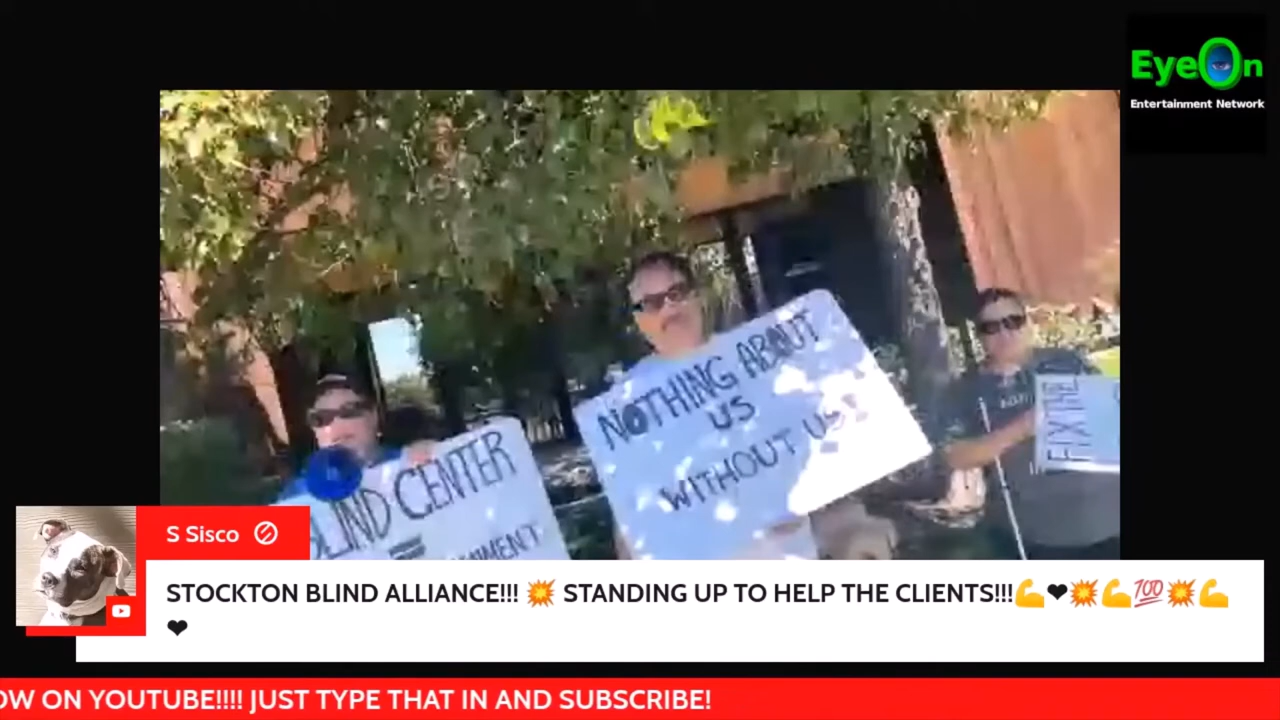 EyeOn
Entertainment Network
NOTHING ABOUT
US
WITHOUT US!
BLIND CENTER
=
FIX THE
S Sisco
STOCKTON BLIND ALLIANCE!!! 💥 STANDING UP TO HELP THE CLIENTS!!!💪❤💥💪💯💥💪
❤
OW ON YOUTUBE!!!! JUST TYPE THAT IN AND SUBSCRIBE!